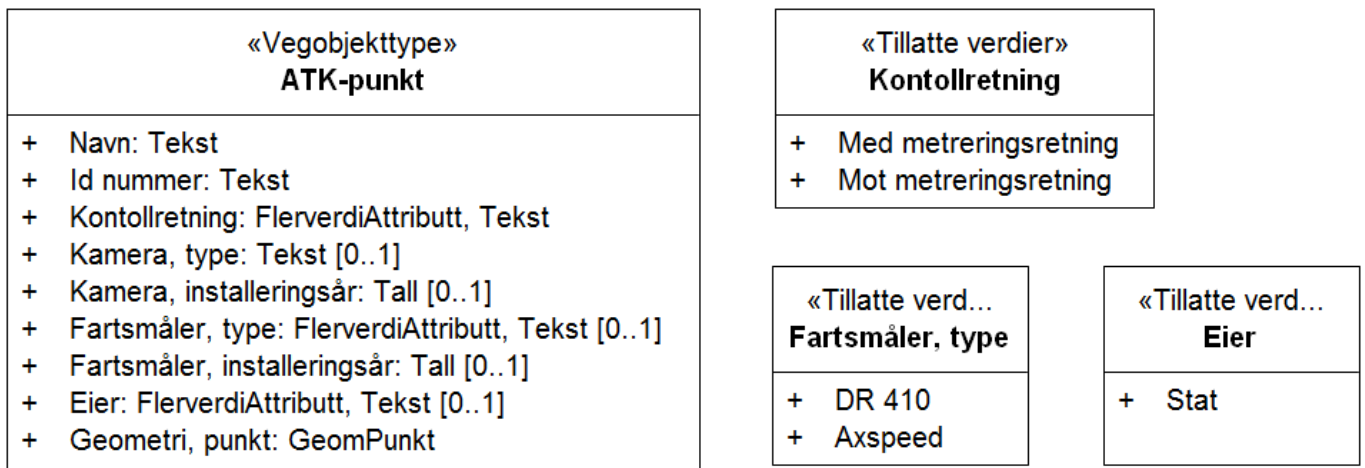 «Vegobjekttype»
ATK-punkt
+ Navn: Tekst
+ Id nummer: Tekst
+ Kontollretning: FlerverdiAttributt, Tekst
+ Kamera, type: Tekst [0..1]
+ Kamera, installeringsår: Tall [0..1]
+ Fartsmåler, type: FlerverdiAttributt, Tekst [0..1]
+ Fartsmåler, installeringsår: Tall [0..1]
+ Eier: FlerverdiAttributt, Tekst [0..1]
+ Geometri, punkt: GeomPunkt
«Tillatte verdier»
Kontollretning
+ Med metreringsretning
+ Mot metreringsretning
«Tillatte verd...
Fartsmåler, type
+ DR 410
+ Axspeed
«Tillatte verd...
Eier
+ Stat